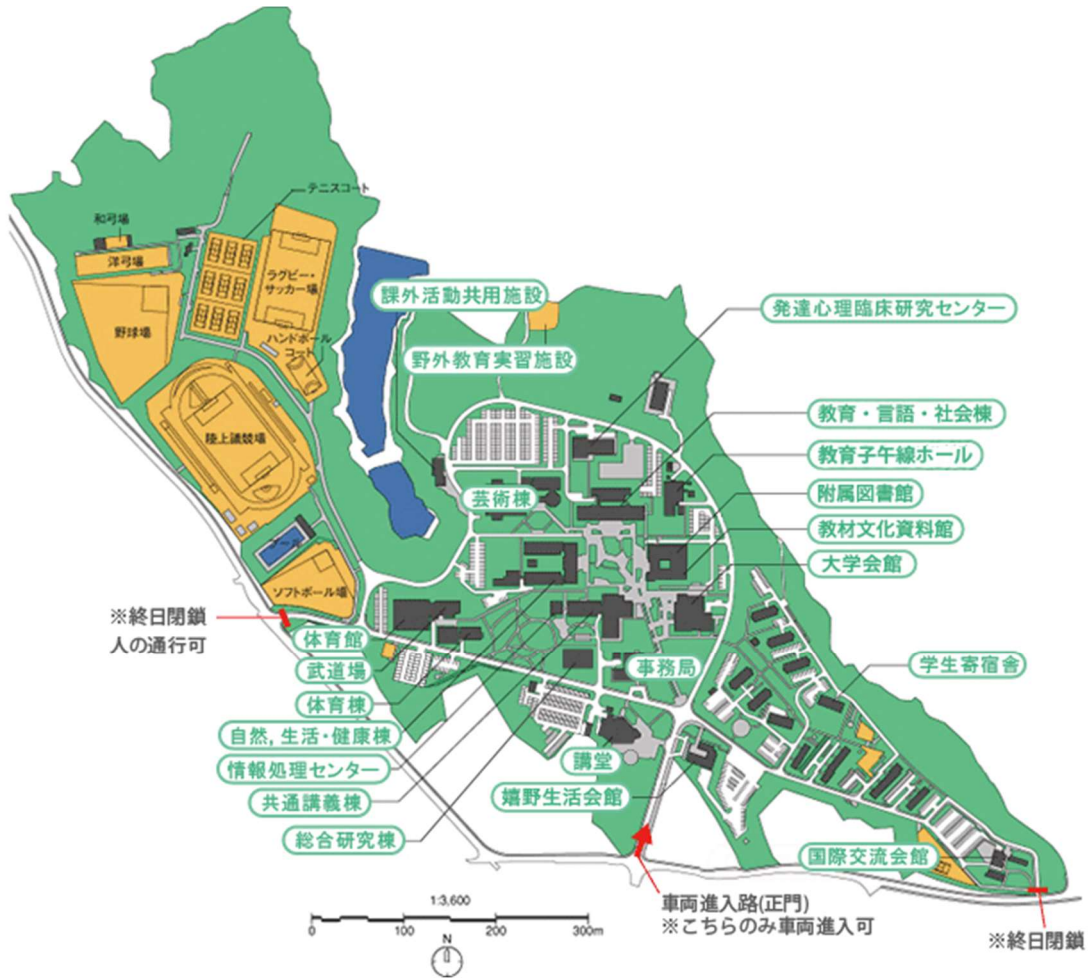 テニスコート
和弓場
洋弓場
ラグビー・
サッカー場
課外活動共用施設
発達心理臨床研究センター
野球場
ハンドボール
コート
野外教育実習施設
教育・言語・社会棟
陸上議競場
教育子午線ホール
芸術棟
附属図書館
教材文化資料館
プール
大学会館
ソフトボール場
※終日閉鎖
人の通行可
体育館
武道場
事務局
学生寄宿舎
体育棟
自然,生活・健康棟
情報処理センター
講堂
共通講義棟
嬉野生活会館
総合研究棟
国際交流会館
車両進入路(正門)
※こちらのみ車両進入可
※終日閉鎖
1:3,600
0 100 200 300m
N